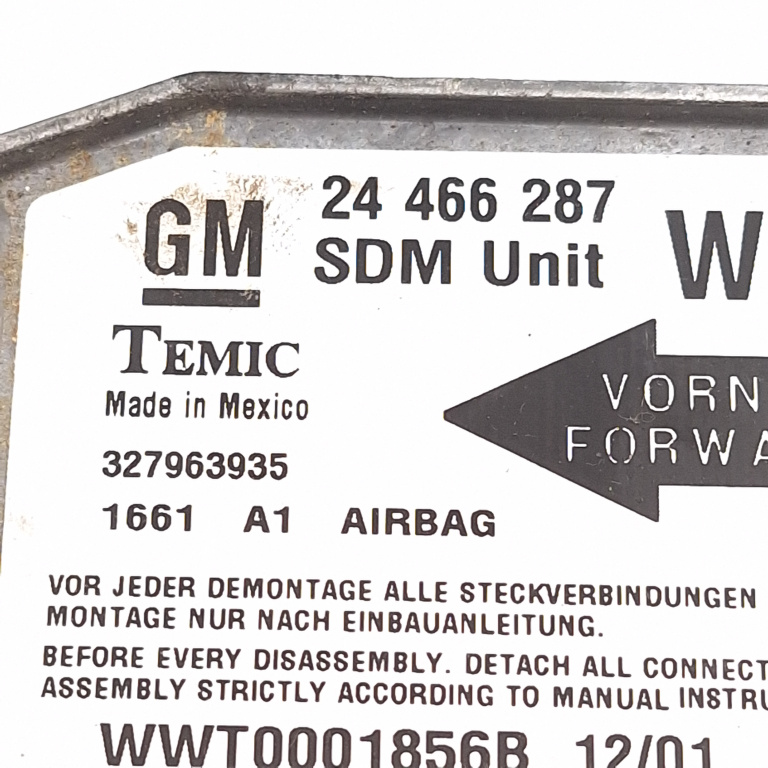 GM 24 466 287 W
SDM Unit
TEMIC
Made in Mexico
VORN
FORWA
327963935
1661 A1 AIRBAG
VOR JEDER DEMONTAGE ALLE STECKVERBINDUNGEN
MONTAGE NUR NACH EINBAUANLEITUNG.
BEFORE EVERY DISASSEMBLY. DETACH ALL CONNECT
ASSEMBLY STRICTLY ACCORDING TO MANUAL INSTRU
WWT0001856B 12/01